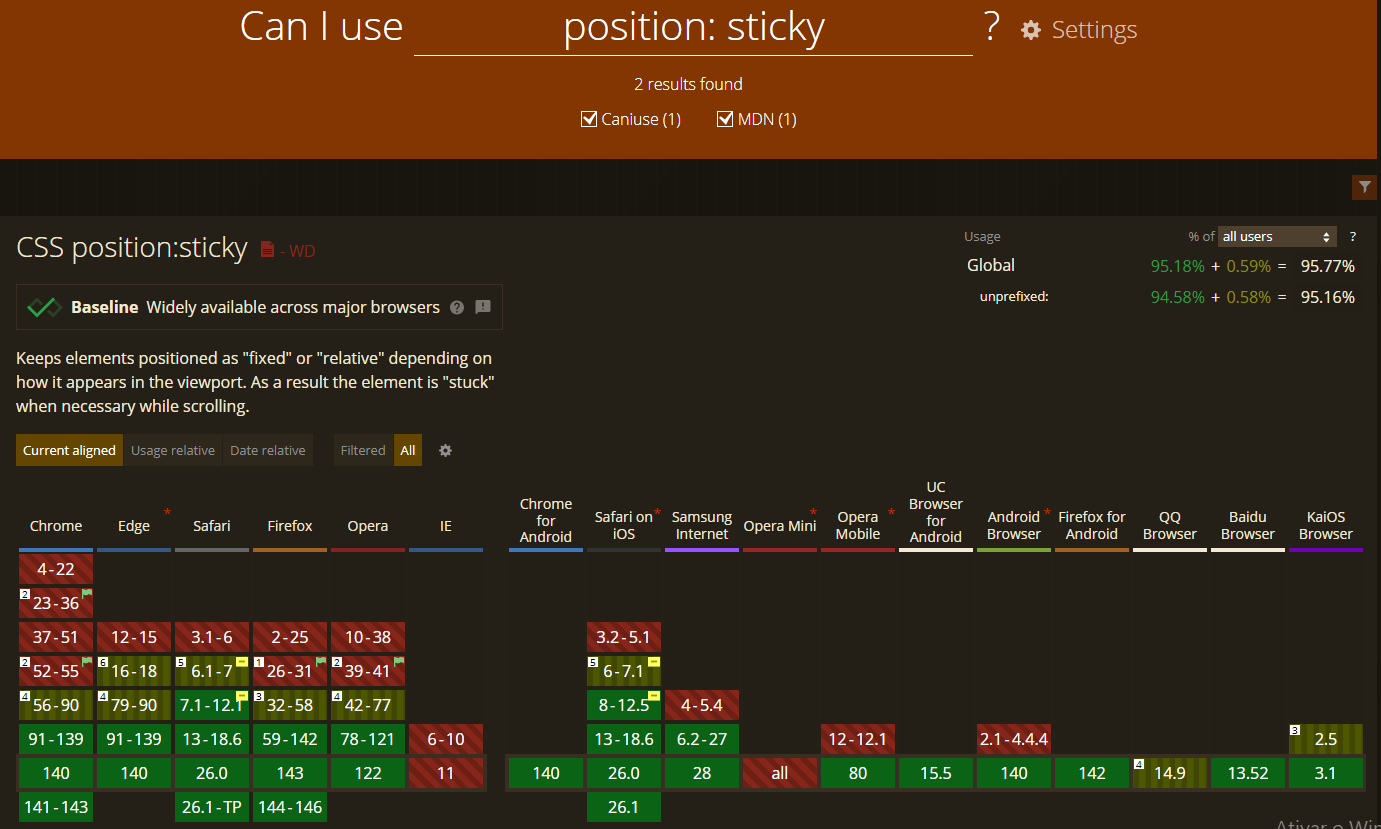 Can I use position: sticky ? Settings
2 results found
Caniuse (1) MDN (1)
CSS position:sticky - WD
Usage % of all users ?
Global 95.18% + 0.59% = 95.77%
unprefixed: 94.58% + 0.58% = 95.16%
Baseline Widely available across major browsers ?
Keeps elements positioned as "fixed" or "relative" depending on
how it appears in the viewport. As a result the element is "stuck"
when necessary while scrolling.
Current aligned Usage relative Date relative Filtered All
Chrome Edge * Safari Firefox Opera IE Chrome for Android Safari on iOS * Samsung Internet Opera Mini * Opera Mobile * UC Browser for Android Android Browser * Firefox for Android QQ Browser Baidu Browser KaiOS Browser
4-22
2 23-36
37-51 12-15 3.1-6 2-25 10-38 3.2-5.1
2 52-55 6 16-18 5 6.1-7 1 26-31 2 39-41 5 6-7.1
4 56-90 4 79-90 7.1-12.1 3 32-58 4 42-77 8-12.5 4-5.4
91-139 91-139 13-18.6 59-142 78-121 6-10 13-18.6 6.2-27 12-12.1 2.1-4.4.4 3 2.5
140 140 26.0 143 122 11 140 26.0 28 all 80 15.5 140 142 4 14.9 13.52 3.1
141-143 26.1-TP 144-146 26.1
Ativar o Win